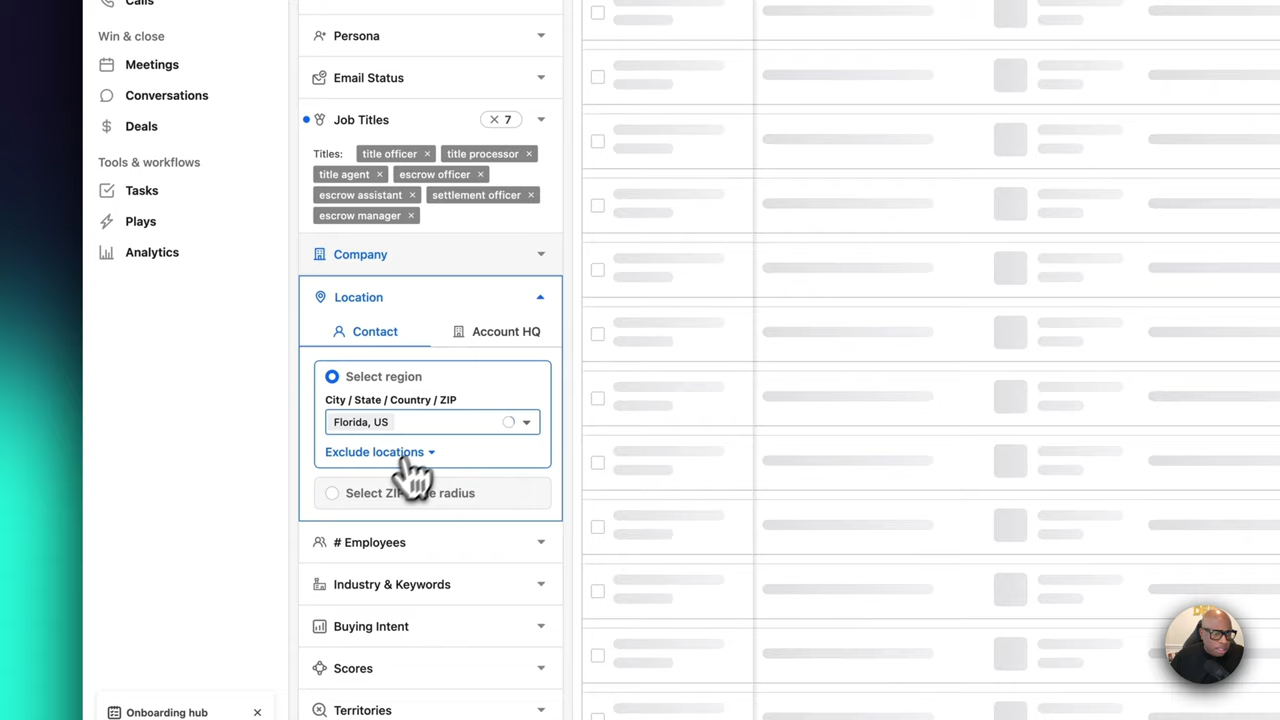 Calls
Win & close
Meetings
Conversations
Deals
Tools & workflows
Tasks
Plays
Analytics
Onboarding hub
Persona
Email Status
Job Titles
7
Titles:
title officer
title processor
title agent
escrow officer
escrow assistant
settlement officer
escrow manager
Company
Location
Contact
Account HQ
Select region
City / State / Country / ZIP
Florida, US
Exclude locations
Select ZIP radius
# Employees
Industry & Keywords
Buying Intent
Scores
Territories